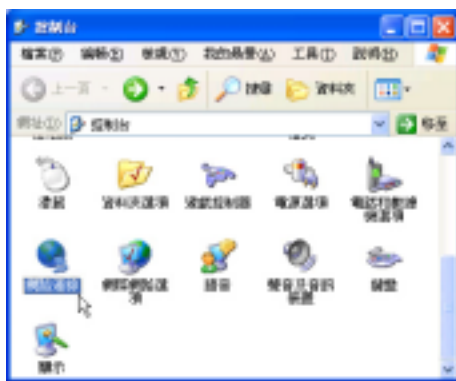 控制台
檔案(F) 編輯(E) 檢視(V) 我的最愛(A) 工具(T) 說明(H)
上一頁 搜尋 資料夾
網址(D) 控制台 移至
滑鼠 資料夾選項 遊戲控制器 電源選項 電話和數據機選項
網路連線 網際網路選項 語音 聲音及音訊裝置 鍵盤
顯示